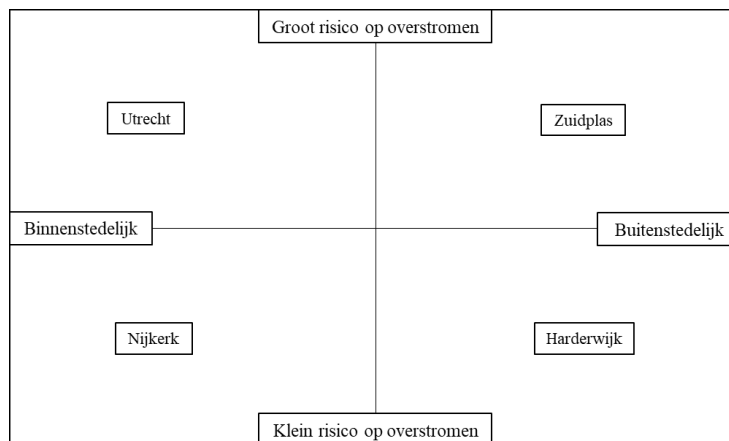 Groot risico op overstromen
Utrecht
Zuidplas
Binnenstedelijk
Buitenstedelijk
Nijkerk
Harderwijk
Klein risico op overstromen